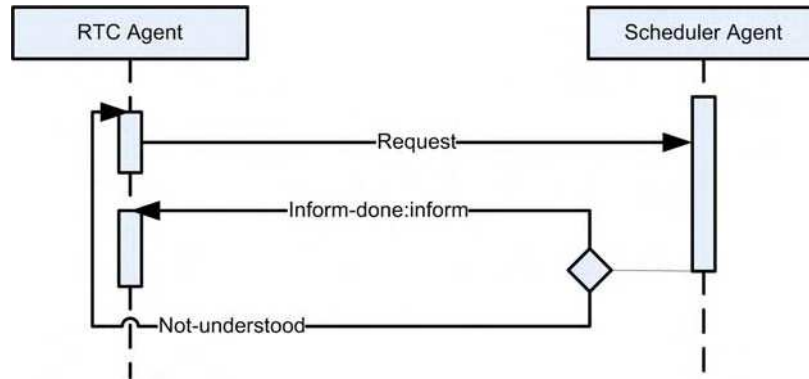 RTC Agent
Scheduler Agent
Request
Inform-done:inform
Not-understood